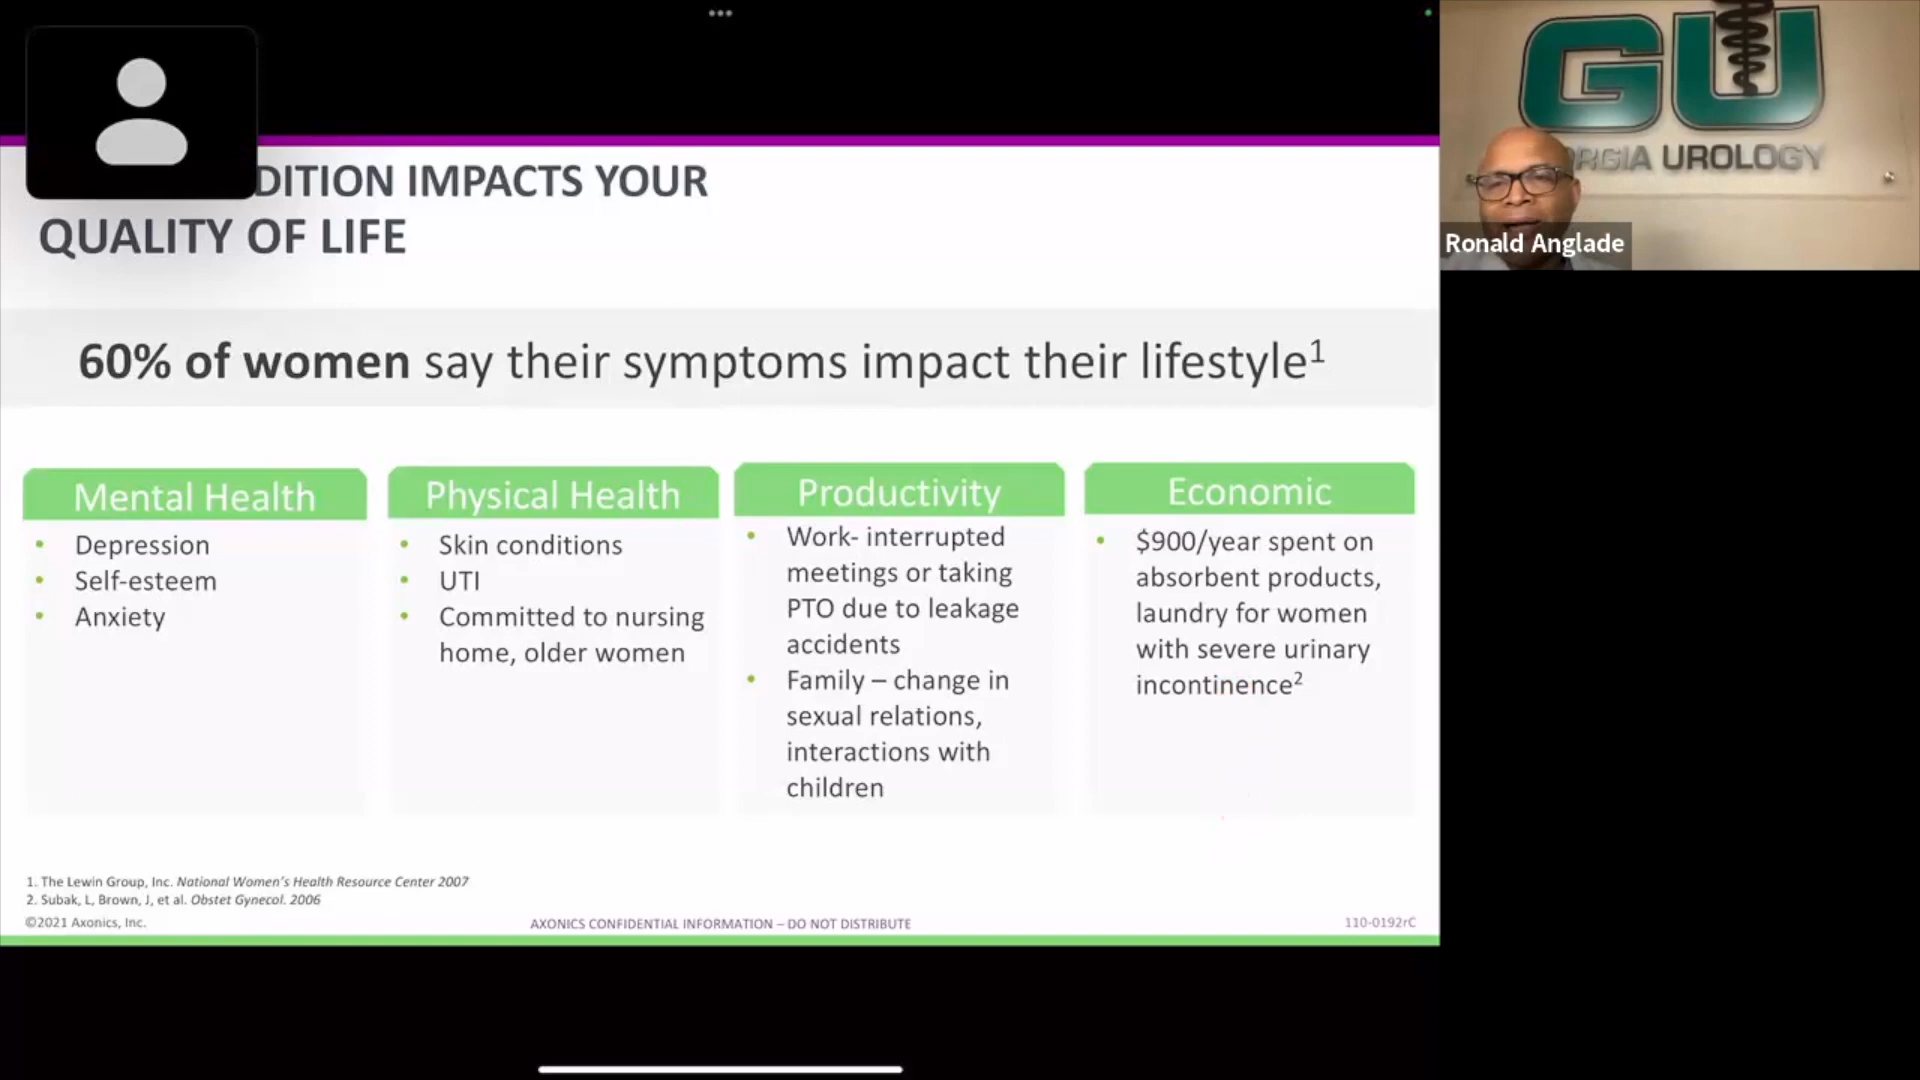 DITION IMPACTS YOUR
QUALITY OF LIFE
60% of women say their symptoms impact their lifestyle¹
Mental Health
• Depression
• Self-esteem
• Anxiety
Physical Health
• Skin conditions
• UTI
• Committed to nursing
home, older women
Productivity
• Work- interrupted
meetings or taking
PTO due to leakage
accidents
• Family – change in
sexual relations,
interactions with
children
Economic
• $900/year spent on
absorbent products,
laundry for women
with severe urinary
incontinence²
1. The Lewin Group, Inc. National Women's Health Resource Center 2007
2. Subak, L, Brown, J, et al. Obstet Gynecol. 2006
©2021 Axonics, Inc.
AXONICS CONFIDENTIAL INFORMATION – DO NOT DISTRIBUTE
110-0192rC
GU
RGIA UROLOGY
Ronald Anglade